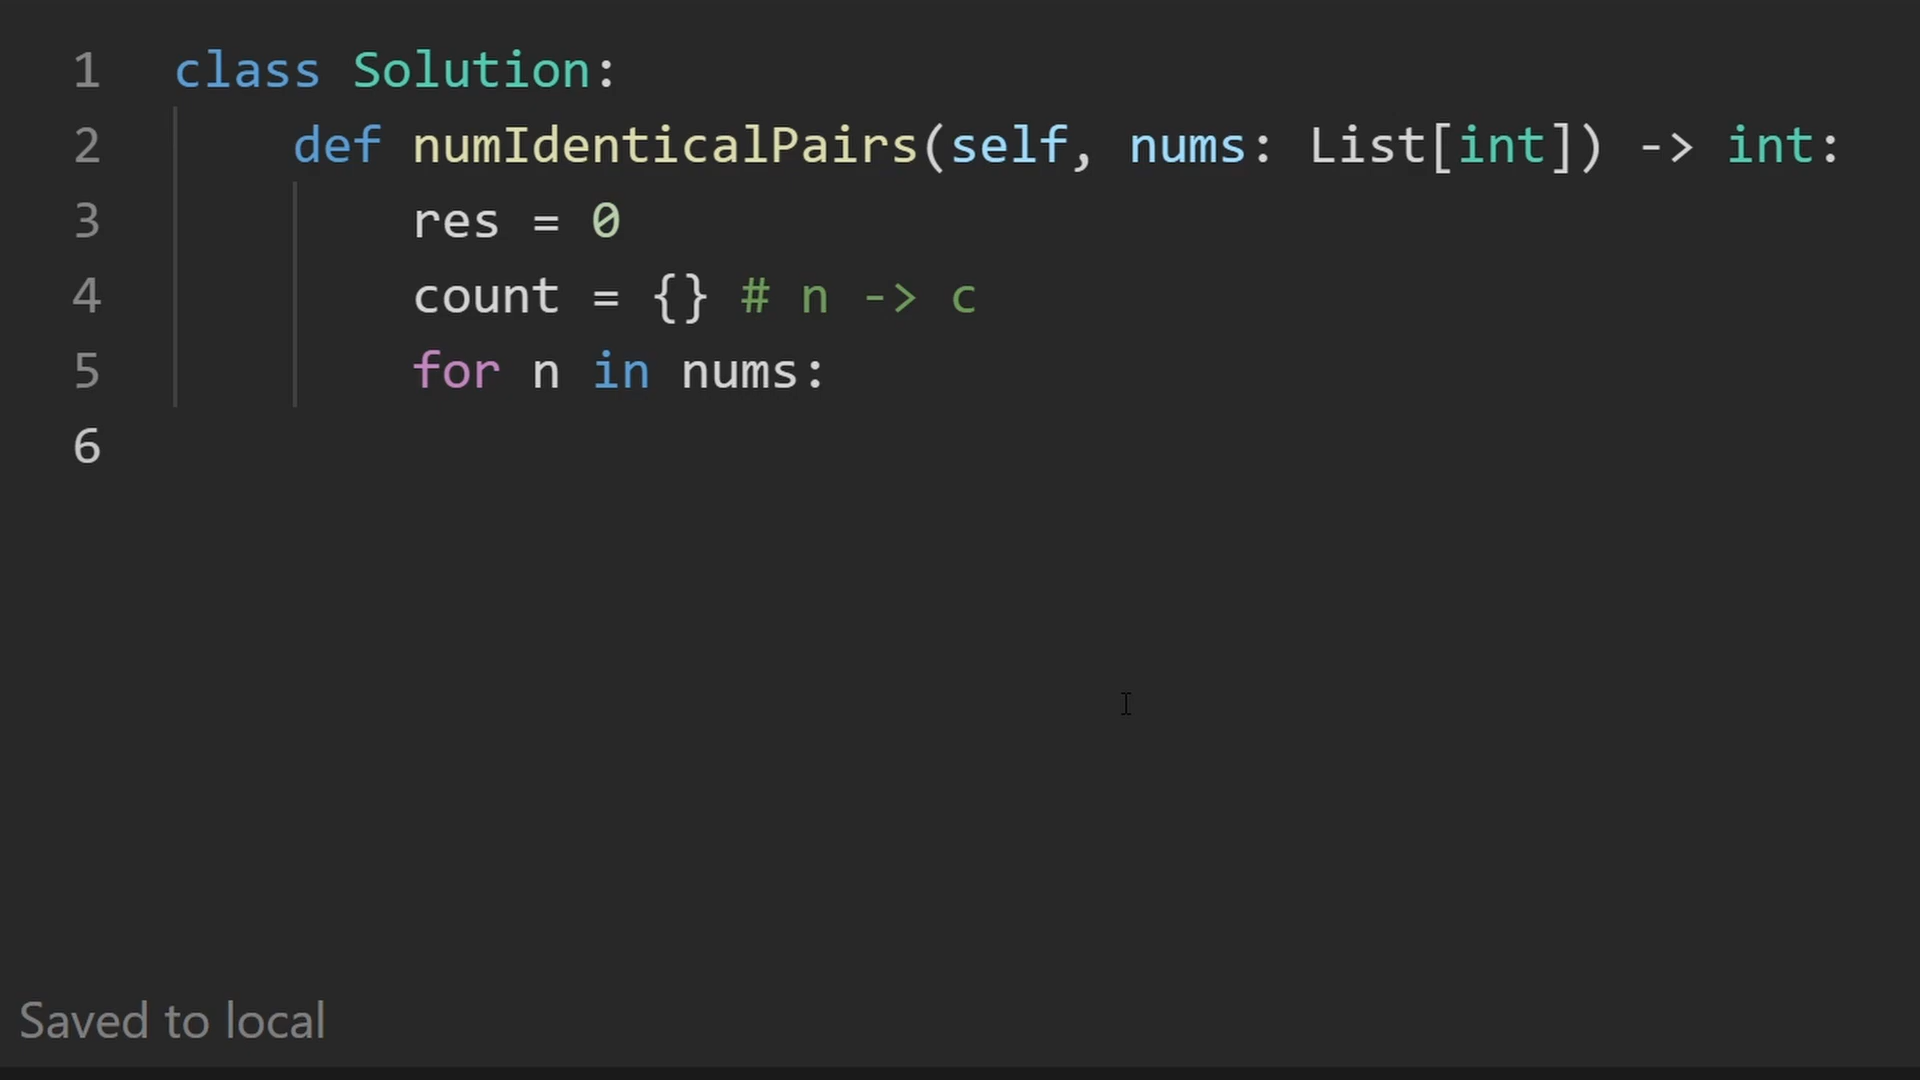 1 class Solution:
2 def numIdenticalPairs(self, nums: List[int]) -> int:
3 res = 0
4 count = {} # n -> c
5 for n in nums:
6
Saved to local